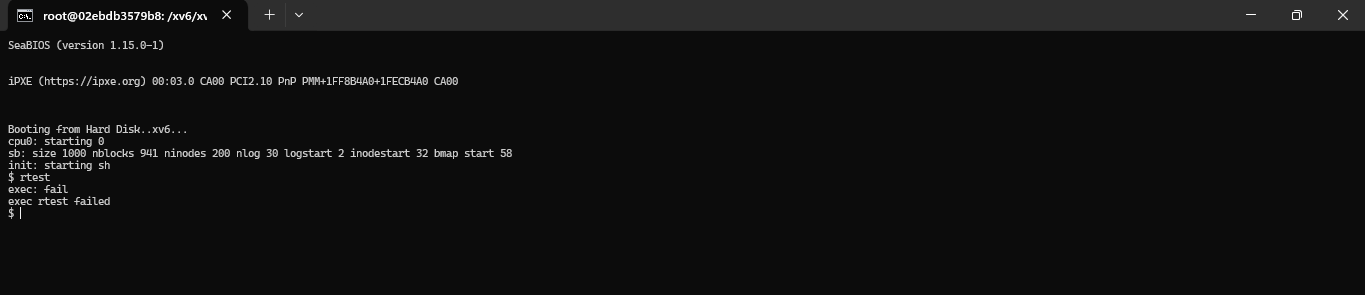 root@02ebdb3579b8: /xv6/xv
SeaBIOS (version 1.15.0-1)
iPXE (https://ipxe.org) 00:03.0 CA00 PCI2.10 PnP PMM+1FF8B4A0+1FECB4A0 CA00
Booting from Hard Disk..xv6...
cpu0: starting 0
sb: size 1000 nblocks 941 ninodes 200 nlog 30 logstart 2 inodestart 32 bmap start 58
init: starting sh
$ rtest
exec: fail
exec rtest failed
$